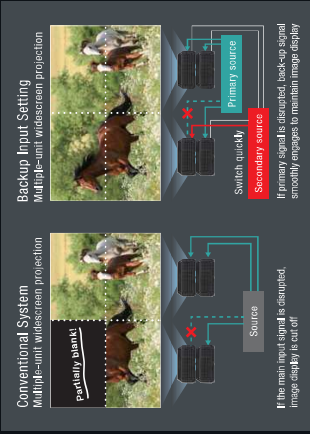 Conventional System
Multiple-unit widescreen projection
Partially blank!
Source
If the main input signal is disrupted,
image display is cut off
Backup Input Setting
Multiple-unit widescreen projection
Switch quickly
Primary source
Secondary source
If primary signal is disrupted, back-up signal
smoothly engages to maintain image display